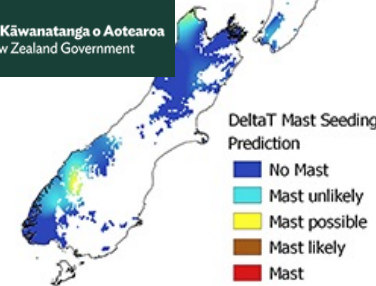 Kāwanatanga o Aotearoa
w Zealand Government
DeltaT Mast Seeding
Prediction
No Mast
Mast unlikely
Mast possible
Mast likely
Mast